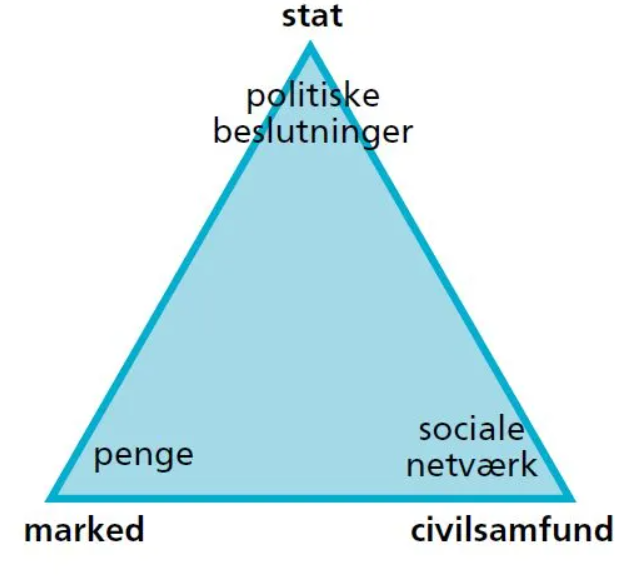 stat
politiske
beslutninger
penge
sociale
netværk
marked
civilsamfund